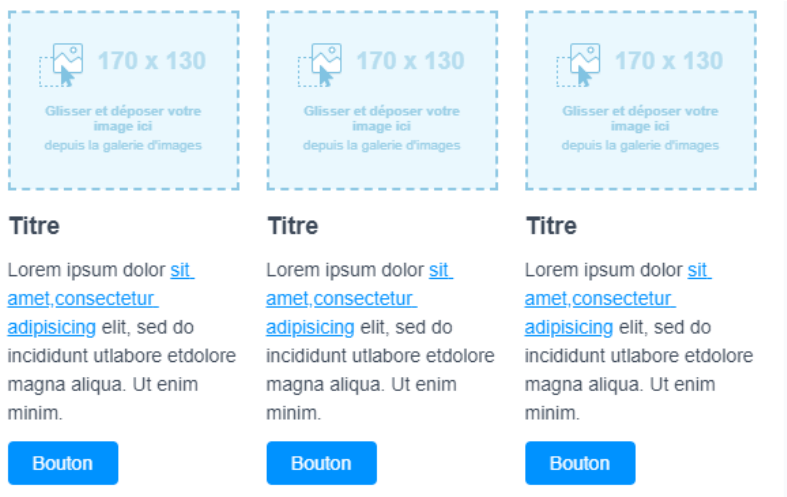 170 x 130
Glisser et déposer votre
image ici
depuis la galerie d'images
Titre
Lorem ipsum dolor sit
amet,consectetur
adipisicing elit, sed do
incididunt utlabore etdolore
magna aliqua. Ut enim
minim.
Bouton
170 x 130
Glisser et déposer votre
image ici
depuis la galerie d'images
Titre
Lorem ipsum dolor sit
amet,consectetur
adipisicing elit, sed do
incididunt utlabore etdolore
magna aliqua. Ut enim
minim.
Bouton
170 x 130
Glisser et déposer votre
image ici
depuis la galerie d'images
Titre
Lorem ipsum dolor sit
amet,consectetur
adipisicing elit, sed do
incididunt utlabore etdolore
magna aliqua. Ut enim
minim.
Bouton